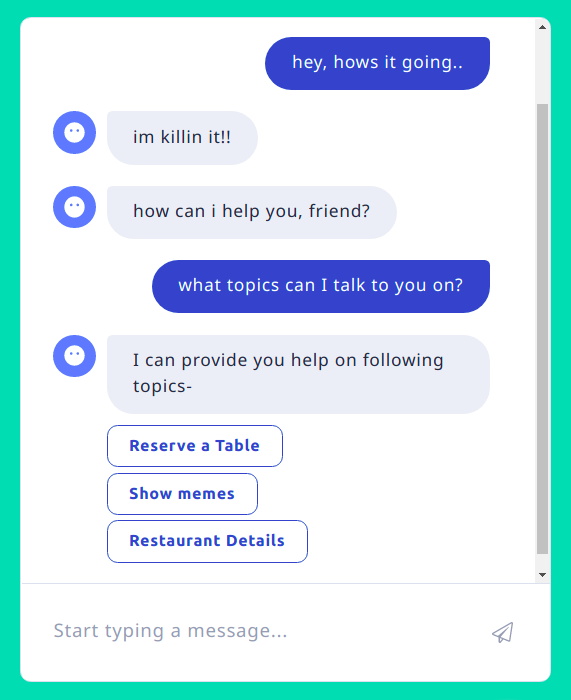 hey, hows it going..
im killin it!!
how can i help you, friend?
what topics can I talk to you on?
I can provide you help on following
topics-
Reserve a Table
Show memes
Restaurant Details
Start typing a message...